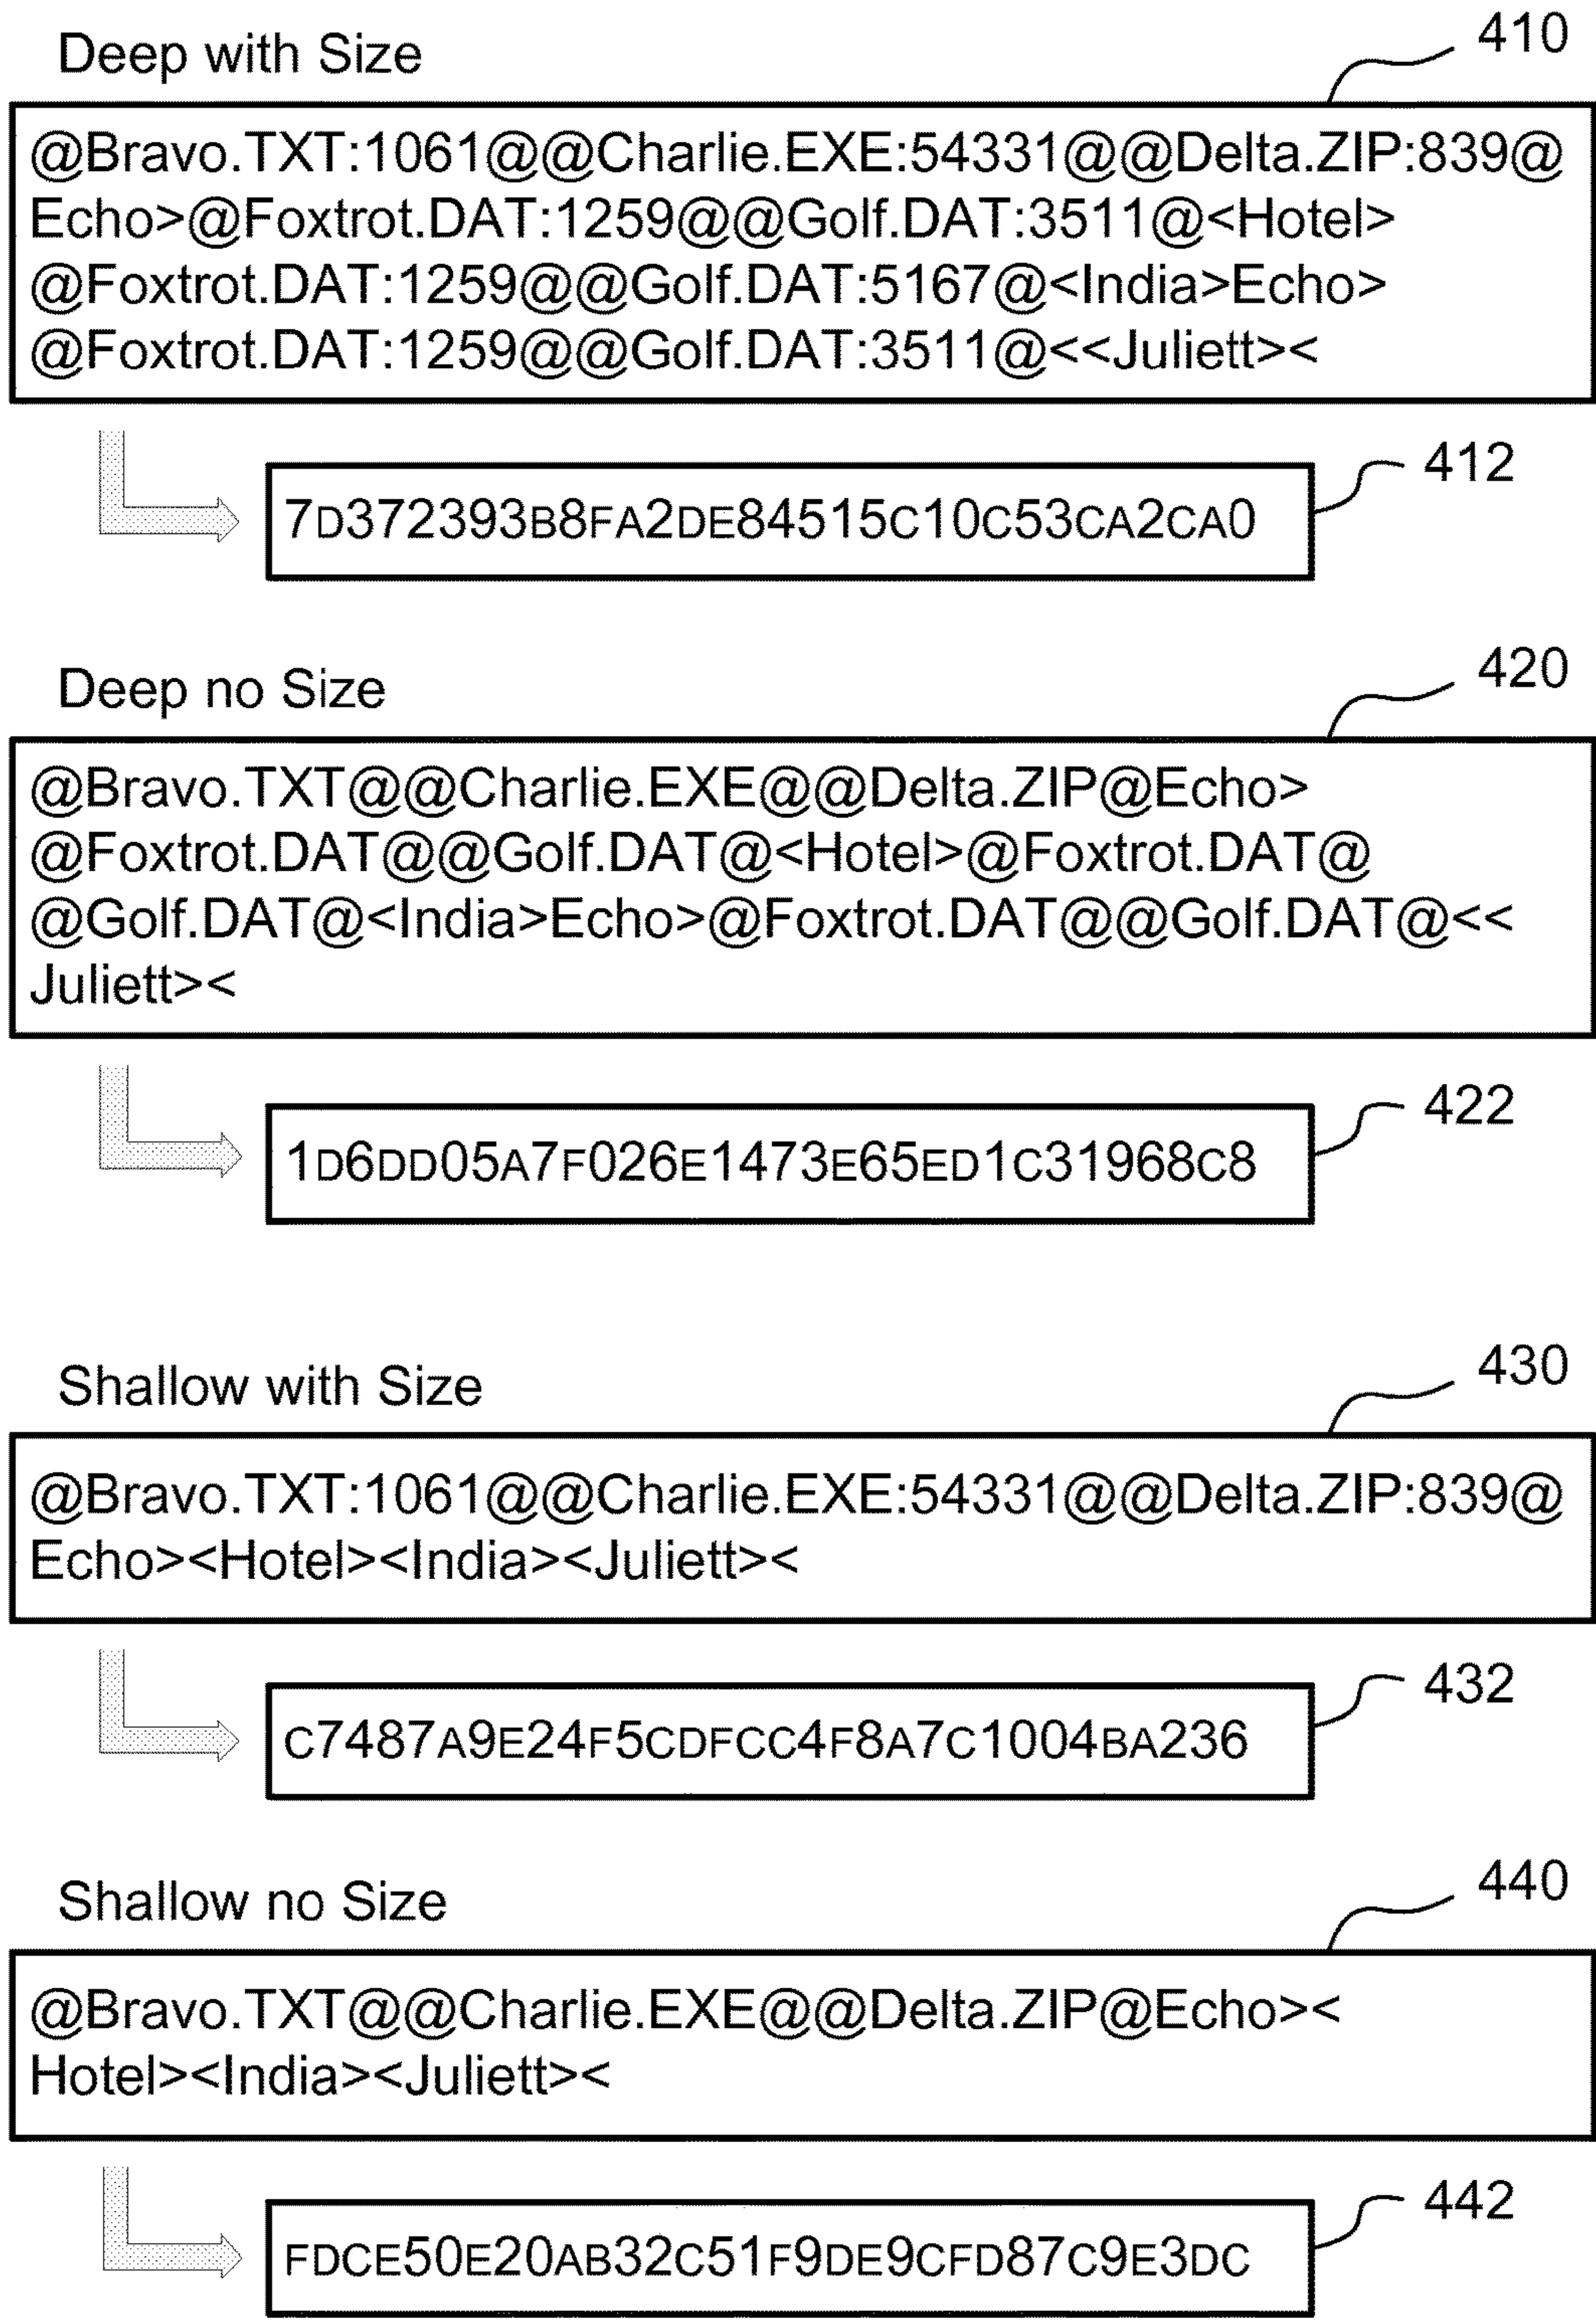 Deep with Size
410
@Bravo.TXT:1061@@Charlie.EXE:54331@@Delta.ZIP:839@
Echo>@Foxtrot.DAT:1259@@Golf.DAT:3511@<Hotel>
@Foxtrot.DAT:1259@@Golf.DAT:5167@<India>Echo>
@Foxtrot.DAT:1259@@Golf.DAT:3511@<<Juliett><
412
7D372393B8FA2DE84515C10C53CA2CA0
Deep no Size
420
@Bravo.TXT@@Charlie.EXE@@Delta.ZIP@Echo>
@Foxtrot.DAT@@Golf.DAT@<Hotel>@Foxtrot.DAT@
@Golf.DAT@<India>Echo>@Foxtrot.DAT@@Golf.DAT@<<
Juliett><
422
1D6DD05A7F026E1473E65ED1C31968C8
Shallow with Size
430
@Bravo.TXT:1061@@Charlie.EXE:54331@@Delta.ZIP:839@
Echo><Hotel><India><Juliett><
432
C7487A9E24F5CDFCC4F8A7C1004BA236
Shallow no Size
440
@Bravo.TXT@@Charlie.EXE@@Delta.ZIP@Echo><
Hotel><India><Juliett><
442
FDCE50E20AB32C51F9DE9CFD87C9E3DC